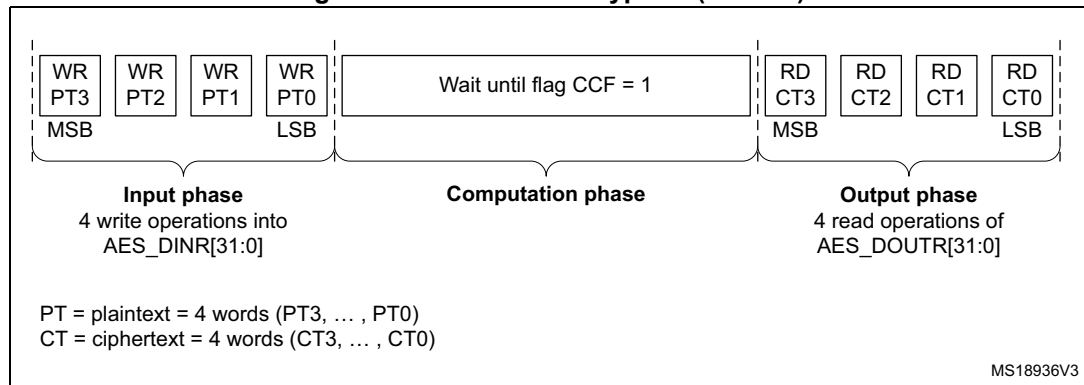 WR PT3 WR PT2 WR PT1 WR PT0 Wait until flag CCF = 1 RD CT3 RD CT2 RD CT1 RD CT0
MSB LSB MSB LSB
Input phase Computation phase Output phase
4 write operations into 4 read operations of
AES_DINR[31:0] AES_DOUTR[31:0]
PT = plaintext = 4 words (PT3, … , PT0)
CT = ciphertext = 4 words (CT3, … , CT0)
MS18936V3